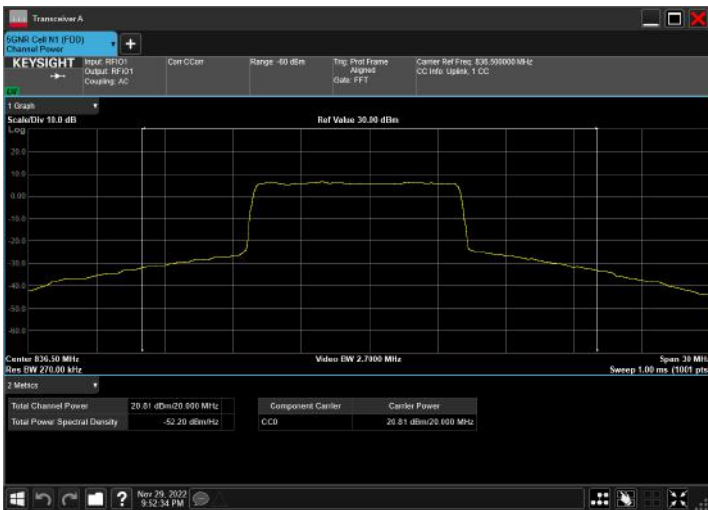 Transceiver A
5GNR Cell N1 (FDD)
Channel Power
KEYSIGHT
Input: RFIO1
Output: RFIO1
Coupling: AC
Corr CCorr
Range: -60 dBm
Trig: Prot Frame
Aligned
Gate: FFT
Carrier Ref Freq: 836.500000 MHz
CC Info: Uplink, 1 CC
1 Graph
Scale/Div 10.0 dB
Ref Value 30.00 dBm
Log
20.0
10.0
0.00
-10.0
-20.0
-30.0
-40.0
-50.0
-60.0
Center 836.50 MHz
Video BW 2.7000 MHz
Span 30 MHz
Res BW 270.00 kHz
Sweep 1.00 ms (1001 pts
2 Metrics
Total Channel Power 20.81 dBm/20.000 MHz
Total Power Spectral Density -52.20 dBm/Hz
Component Carrier Carrier Power
CC0 20.81 dBm/20.000 MHz
Nov 29, 2022
9:52:34 PM